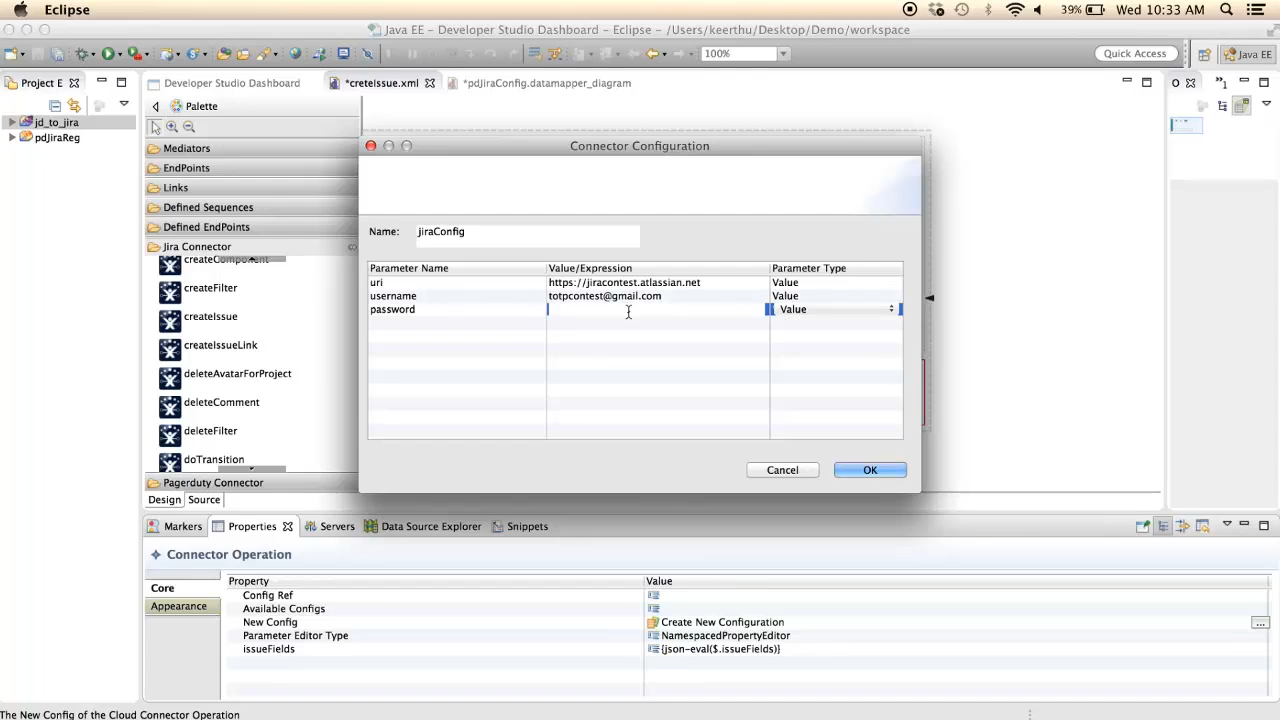 Eclipse
39%
Wed 10:33 AM
Java EE - Developer Studio Dashboard - Eclipse - /Users/keerthu/Desktop/Demo/workspace
100%
Quick Access
Java EE
Project E
Developer Studio Dashboard
*creteIssue.xml
*pdJiraConfig.datamapper_diagram
O
1
Palette
jd_to_jira
pdJiraReg
Mediators
EndPoints
Links
Defined Sequences
Defined EndPoints
Jira Connector
createComponent
createFilter
createIssue
createIssueLink
deleteAvatarForProject
deleteComment
deleteFilter
doTransition
Pagerduty Connector
Design
Source
Connector Configuration
Name:
jiraConfig
Parameter Name
Value/Expression
Parameter Type
uri
https://jiracontest.atlassian.net
Value
username
totpcontest@gmail.com
Value
password
Value
Cancel
OK
Markers
Properties
Servers
Data Source Explorer
Snippets
Connector Operation
Core
Appearance
Property
Value
Config Ref
Available Configs
New Config
Create New Configuration
...
Parameter Editor Type
NamespacedPropertyEditor
issueFields
{json-eval($.issueFields)}
The New Config of the Cloud Connector Operation